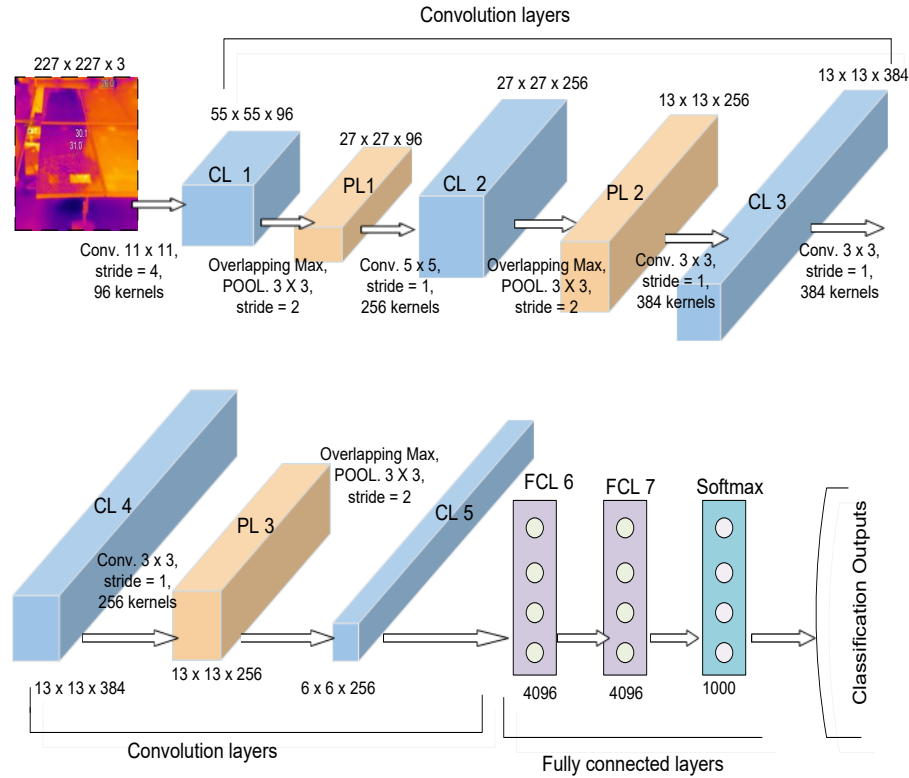 Convolution layers
227 x 227 x 3
55 x 55 x 96
27 x 27 x 96
27 x 27 x 256
13 x 13 x 256
13 x 13 x 384
30.1
31.0
CL 1
PL1
CL 2
PL 2
CL 3
Conv. 11 x 11,
stride = 4,
96 kernels
Overlapping Max,
POOL. 3 X 3,
stride = 2
Conv. 5 x 5,
stride = 1,
256 kernels
Overlapping Max,
POOL. 3 X 3,
stride = 2
Conv. 3 x 3,
stride = 1,
384 kernels
Conv. 3 x 3,
stride = 1,
384 kernels
CL 4
Conv. 3 x 3,
stride = 1,
256 kernels
PL 3
Overlapping Max,
POOL. 3 X 3,
stride = 2
CL 5
FCL 6
FCL 7
Softmax
Classification Outputs
13 x 13 x 384
13 x 13 x 256
6 x 6 x 256
4096
4096
1000
Convolution layers
Fully connected layers